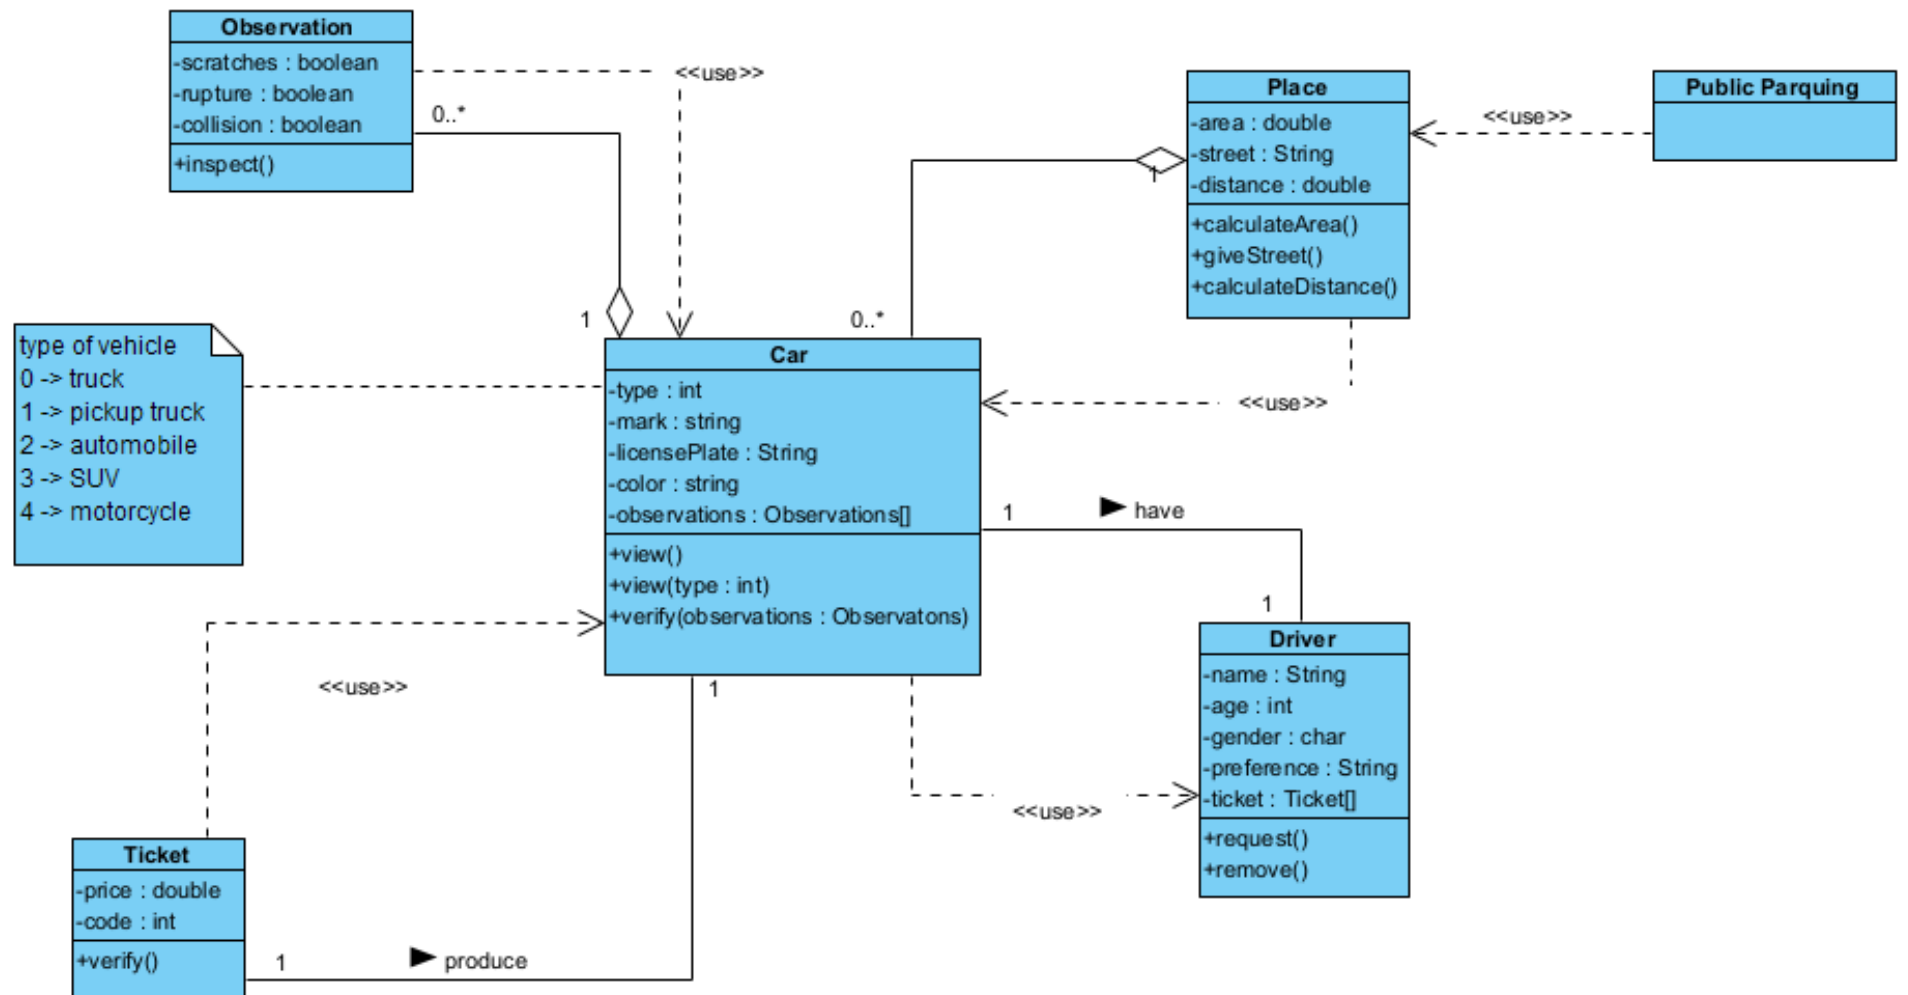 Observation
-scratches : boolean
-rupture : boolean
-collision : boolean
+inspect()
<<use>>
0..*
1
Place
-area : double
-street : String
-distance : double
+calculateArea()
+giveStreet()
+calculateDistance()
1
<<use>>
Public Parquing
type of vehicle
0 -> truck
1 -> pickup truck
2 -> automobile
3 -> SUV
4 -> motorcycle
0..*
<<use>>
Car
-type : int
-mark : string
-licensePlate : String
-color : string
-observations : Observations[]
+view()
+view(type : int)
+verify(observations : Observatons)
1
have
1
Driver
-name : String
-age : int
-gender : char
-preference : String
-ticket : Ticket[]
+request()
+remove()
<<use>>
<<use>>
1
Ticket
-price : double
-code : int
+verify()
1
produce